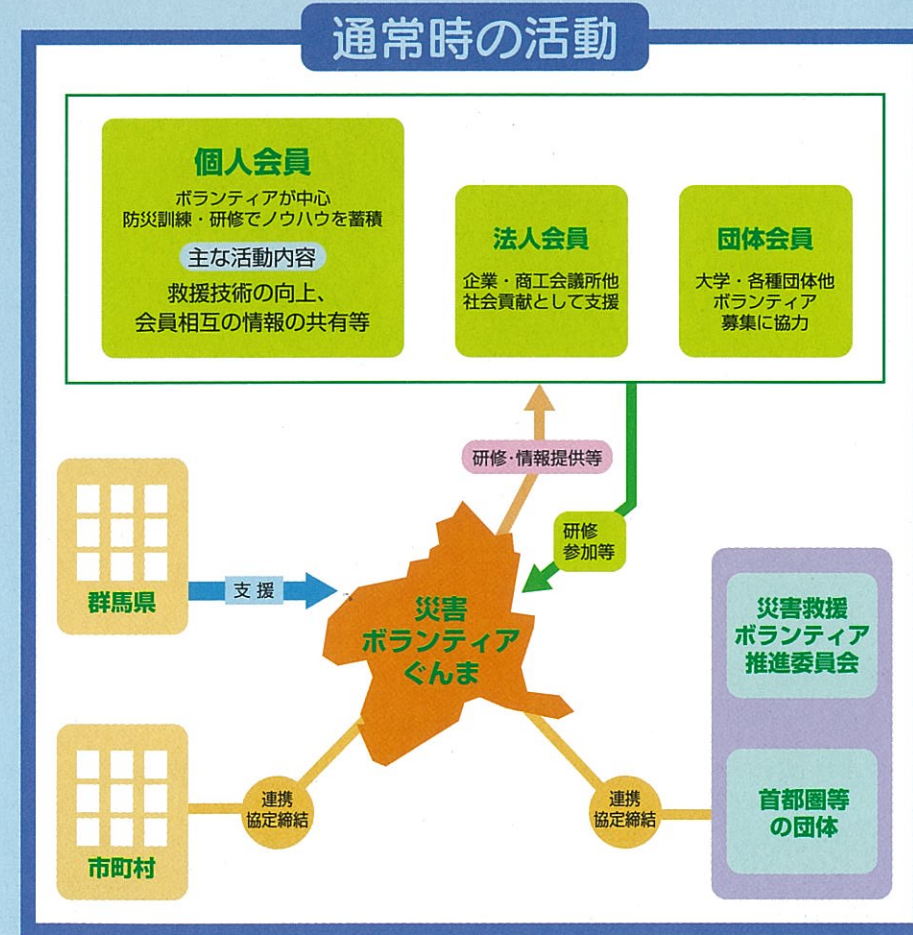 通常時の活動
個人会員
ボランティアが中心
防災訓練・研修でノウハウを蓄積
主な活動内容
救援技術の向上、
会員相互の情報の共有等
法人会員
企業・商工会議所他
社会貢献として支援
団体会員
大学・各種団体他
ボランティア
募集に協力
研修・情報提供等
研修
参加等
群馬県
支援
災害
ボランティア
ぐんま
災害救援
ボランティア
推進委員会
市町村
連携
協定締結
連携
協定締結
首都圏等
の団体